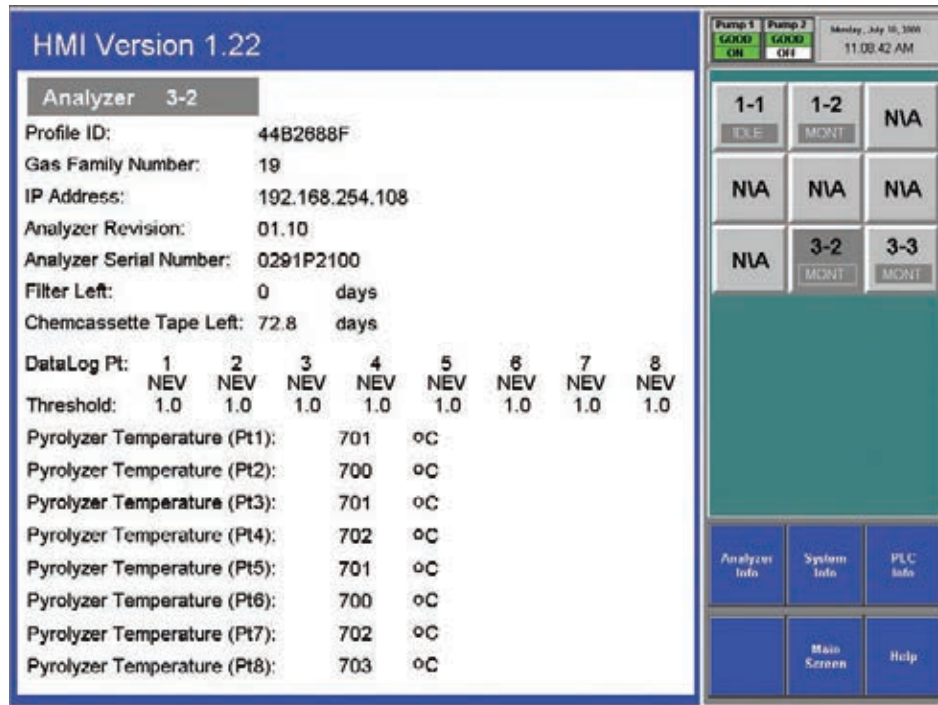 HMI Version 1.22
Analyzer 3-2
Profile ID: 44B2688F
Gas Family Number: 19
IP Address: 192.168.254.108
Analyzer Revision: 01.10
Analyzer Serial Number: 0291P2100
Filter Left: 0 days
Chemcassette Tape Left: 72.8 days
DataLog Pt: 1 2 3 4 5 6 7 8
NEV NEV NEV NEV NEV NEV NEV NEV
Threshold: 1.0 1.0 1.0 1.0 1.0 1.0 1.0 1.0
Pyrolyzer Temperature (Pt1): 701 oC
Pyrolyzer Temperature (Pt2): 700 oC
Pyrolyzer Temperature (Pt3): 701 oC
Pyrolyzer Temperature (Pt4): 702 oC
Pyrolyzer Temperature (Pt5): 701 oC
Pyrolyzer Temperature (Pt6): 700 oC
Pyrolyzer Temperature (Pt7): 702 oC
Pyrolyzer Temperature (Pt8): 703 oC
Pump 1 Pump 2
GOOD GOOD
ON OFF
Monday, July 10, 2000
11:08:42 AM
1-1 1-2 N\A
IDLE MONT
N\A N\A N\A
N\A 3-2 3-3
MONT MONT
Analyzer System PLC
Info Info Info
Main Help
Screen